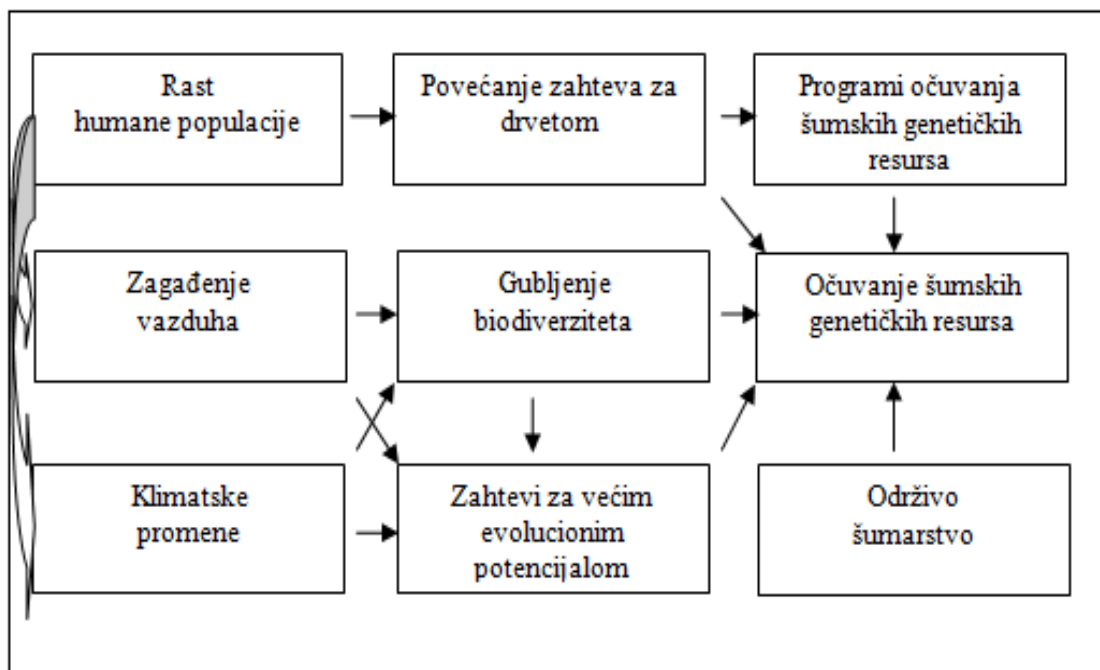 Rast
humane populacije
Povećanje zahteva za
drvetom
Programi očuvanja
šumskih genetičkih
resursa
Zagađenje
vazduha
Gubljenje
biodiverziteta
Očuvanje šumskih
genetičkih resursa
Klimatske
promene
Zahtevi za većim
evolucionim
potencijalom
Održivo
šumarstvo